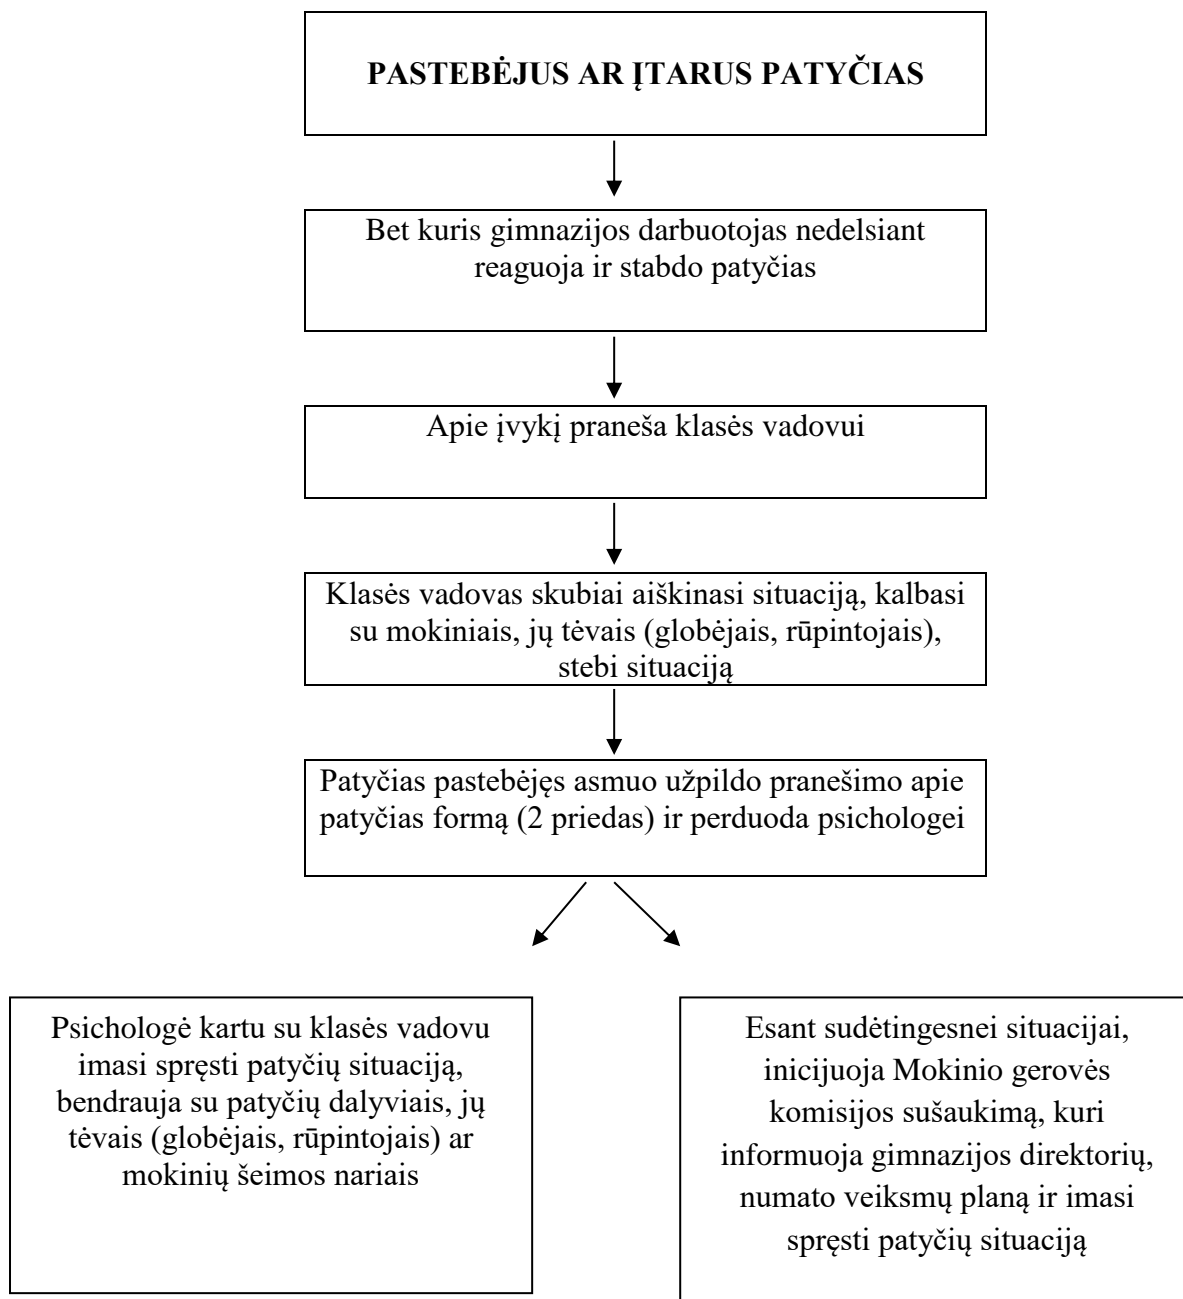 PASTEBĖJUS AR ĮTARUS PATYČIAS
Bet kuris gimnazijos darbuotojas nedelsiant
reaguoja ir stabdo patyčias
Apie įvykį praneša klasės vadovui
Klasės vadovas skubiai aiškinasi situaciją, kalbasi
su mokiniais, jų tėvais (globėjais, rūpintojais),
stebi situaciją
Patyčias pastebėjęs asmuo užpildo pranešimo apie
patyčias formą (2 priedas) ir perduoda psichologei
Psichologė kartu su klasės vadovu
imasi spręsti patyčių situaciją,
bendrauja su patyčių dalyviais, jų
tėvais (globėjais, rūpintojais) ar
mokinių šeimos nariais
Esant sudėtingesnei situacijai,
inicijuoja Mokinio gerovės
komisijos sušaukimą, kuri
informuoja gimnazijos direktorių,
numato veiksmų planą ir imasi
spręsti patyčių situaciją